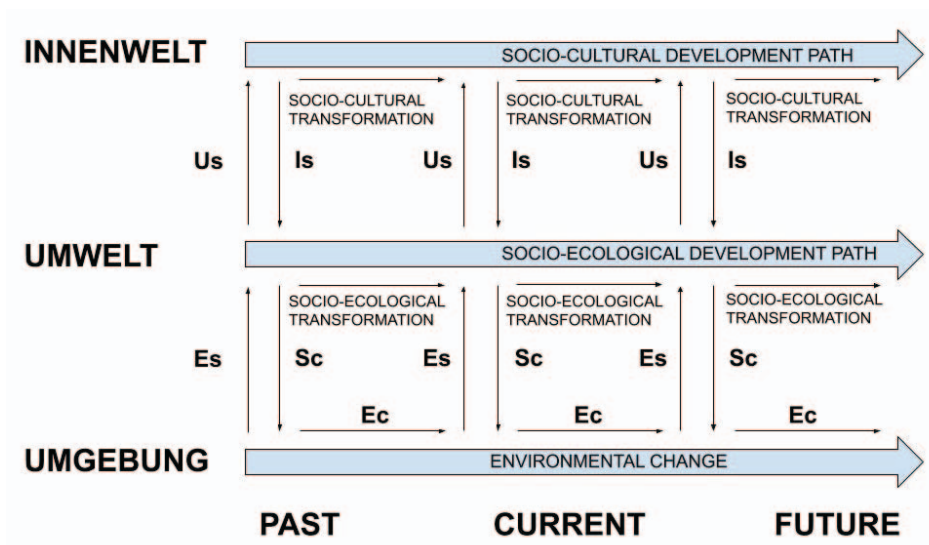 INNENWELT
SOCIO-CULTURAL DEVELOPMENT PATH
SOCIO-CULTURAL
TRANSFORMATION
SOCIO-CULTURAL
TRANSFORMATION
SOCIO-CULTURAL
TRANSFORMATION
Us
Is
Us
Is
Us
Is
UMWELT
SOCIO-ECOLOGICAL DEVELOPMENT PATH
SOCIO-ECOLOGICAL
TRANSFORMATION
SOCIO-ECOLOGICAL
TRANSFORMATION
SOCIO-ECOLOGICAL
TRANSFORMATION
Es
Sc
Es
Sc
Es
Sc
Ec
Ec
Ec
UMGEBUNG
ENVIRONMENTAL CHANGE
PAST
CURRENT
FUTURE